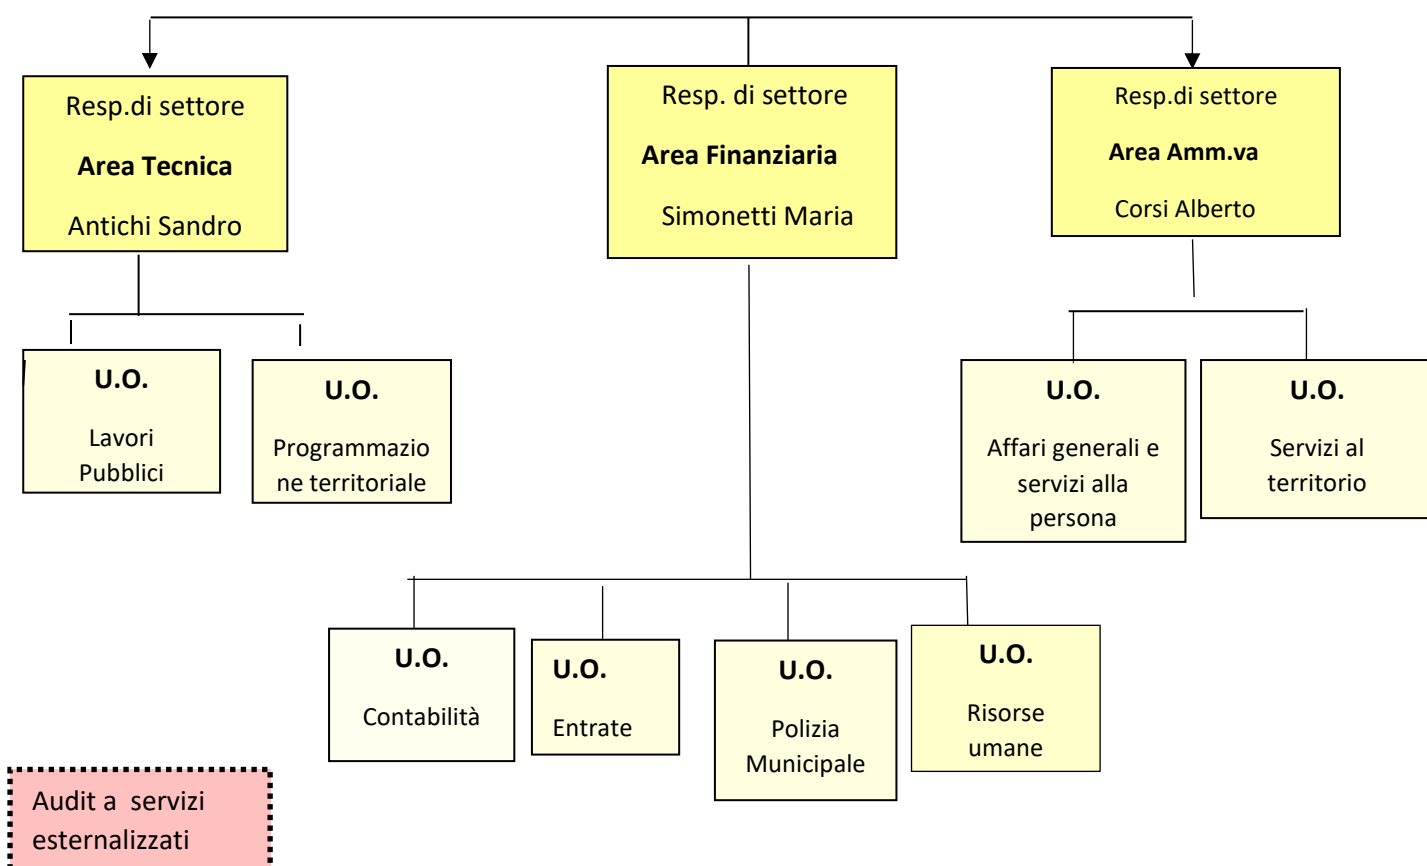 Resp.di settore
Area Tecnica
Antichi Sandro
Resp. di settore
Area Finanziaria
Simonetti Maria
Resp.di settore
Area Amm.va
Corsi Alberto
U.O.
Lavori
Pubblici
U.O.
Programmazio
ne territoriale
U.O.
Affari generali e
servizi alla
persona
U.O.
Servizi al
territorio
U.O.
Contabilità
U.O.
Entrate
U.O.
Polizia
Municipale
U.O.
Risorse
umane
Audit a  servizi
esternalizzati